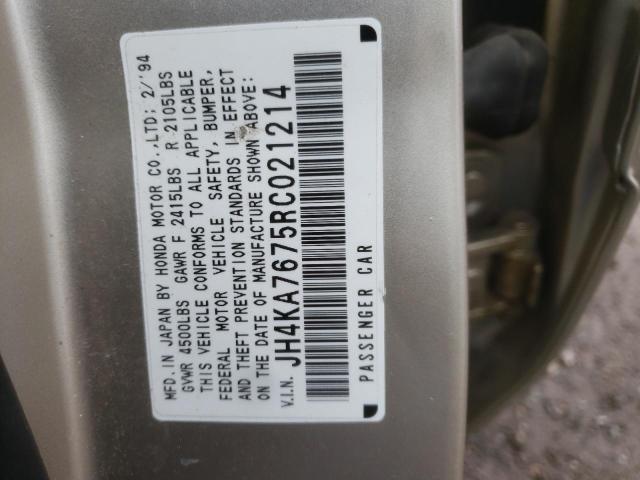 MFD. IN JAPAN BY HONDA MOTOR CO.,LTD; 2/'94
GVWR 4500LBS GAWR F 2415LBS R 2105LBS
THIS VEHICLE CONFORMS TO ALL APPLICABLE
FEDERAL MOTOR VEHICLE SAFETY, BUMPER,
AND THEFT PREVENTION STANDARDS IN EFFECT
ON THE DATE OF MANUFACTURE SHOWN ABOVE:
V.I.N. JH4KA7675RC021214
PASSENGER CAR